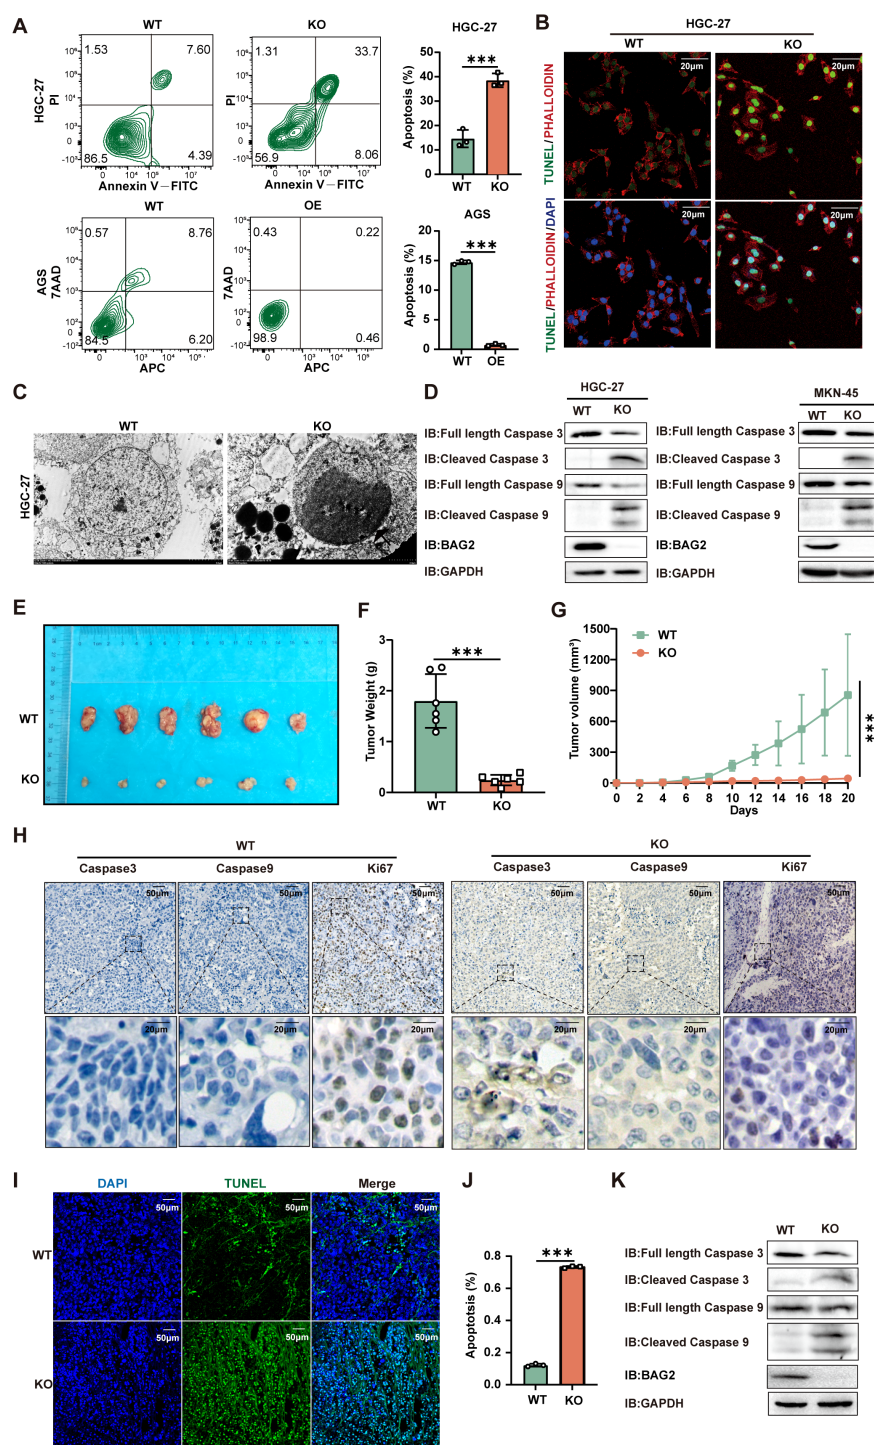 A
WT
KO
HGC-27
1.53
7.60
1.31
33.7
86.5
4.39
56.9
8.06
HGC-27
PI
PI
Annexin V—FITC
Annexin V—FITC
***
Apoptosis (%)
50
40
30
20
10
0
WT KO
WT
OE
AGS
0.57
8.76
0.43
0.22
84.5
6.20
98.9
0.46
AGS
7AAD
7AAD
APC
APC
***
Apoptosis (%)
20
15
10
5
0
WT OE
B
HGC-27
WT
KO
20μm
20μm
20μm
20μm
TUNEL/PHALLOIDIN
TUNEL/PHALLOIDIN/DAPI
C
WT
KO
HGC-27
D
HGC-27
WT KO
IB:Full length Caspase 3
IB:Cleaved Caspase 3
IB:Full length Caspase 9
IB:Cleaved Caspase 9
IB:BAG2
IB:GAPDH
MKN-45
WT KO
IB:Full length Caspase 3
IB:Cleaved Caspase 3
IB:Full length Caspase 9
IB:Cleaved Caspase 9
IB:BAG2
IB:GAPDH
E
WT
KO
F
***
Tumor Weight (g)
3
2
1
0
WT KO
G
WT
KO
Tumor volume (mm³)
1500
1200
900
600
300
0
0 2 4 6 8 10 12 14 16 18 20
Days
***
H
WT
KO
Caspase3
Caspase9
Ki67
Caspase3
Caspase9
Ki67
50μm
50μm
50μm
50μm
50μm
50μm
20μm
20μm
20μm
20μm
20μm
20μm
I
DAPI
TUNEL
Merge
WT
50μm
50μm
50μm
KO
50μm
50μm
50μm
J
***
Apoptotsis (%)
0.8
0.6
0.4
0.2
0.0
WT KO
K
WT KO
IB:Full length Caspase 3
IB:Cleaved Caspase 3
IB:Full length Caspase 9
IB:Cleaved Caspase 9
IB:BAG2
IB:GAPDH